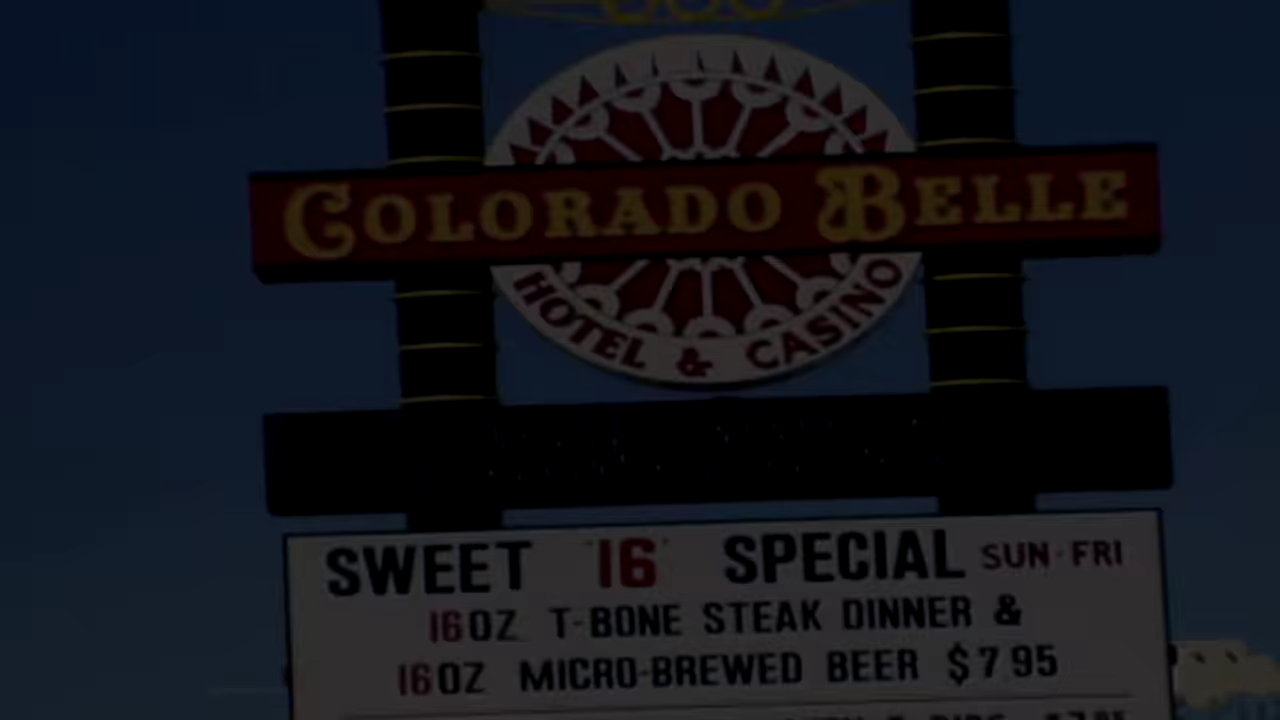 COLORADO BELLE
HOTEL & CASINO
SWEET '16' SPECIAL SUN-FRI
16OZ T-BONE STEAK DINNER &
16OZ MICRO-BREWED BEER $7.95